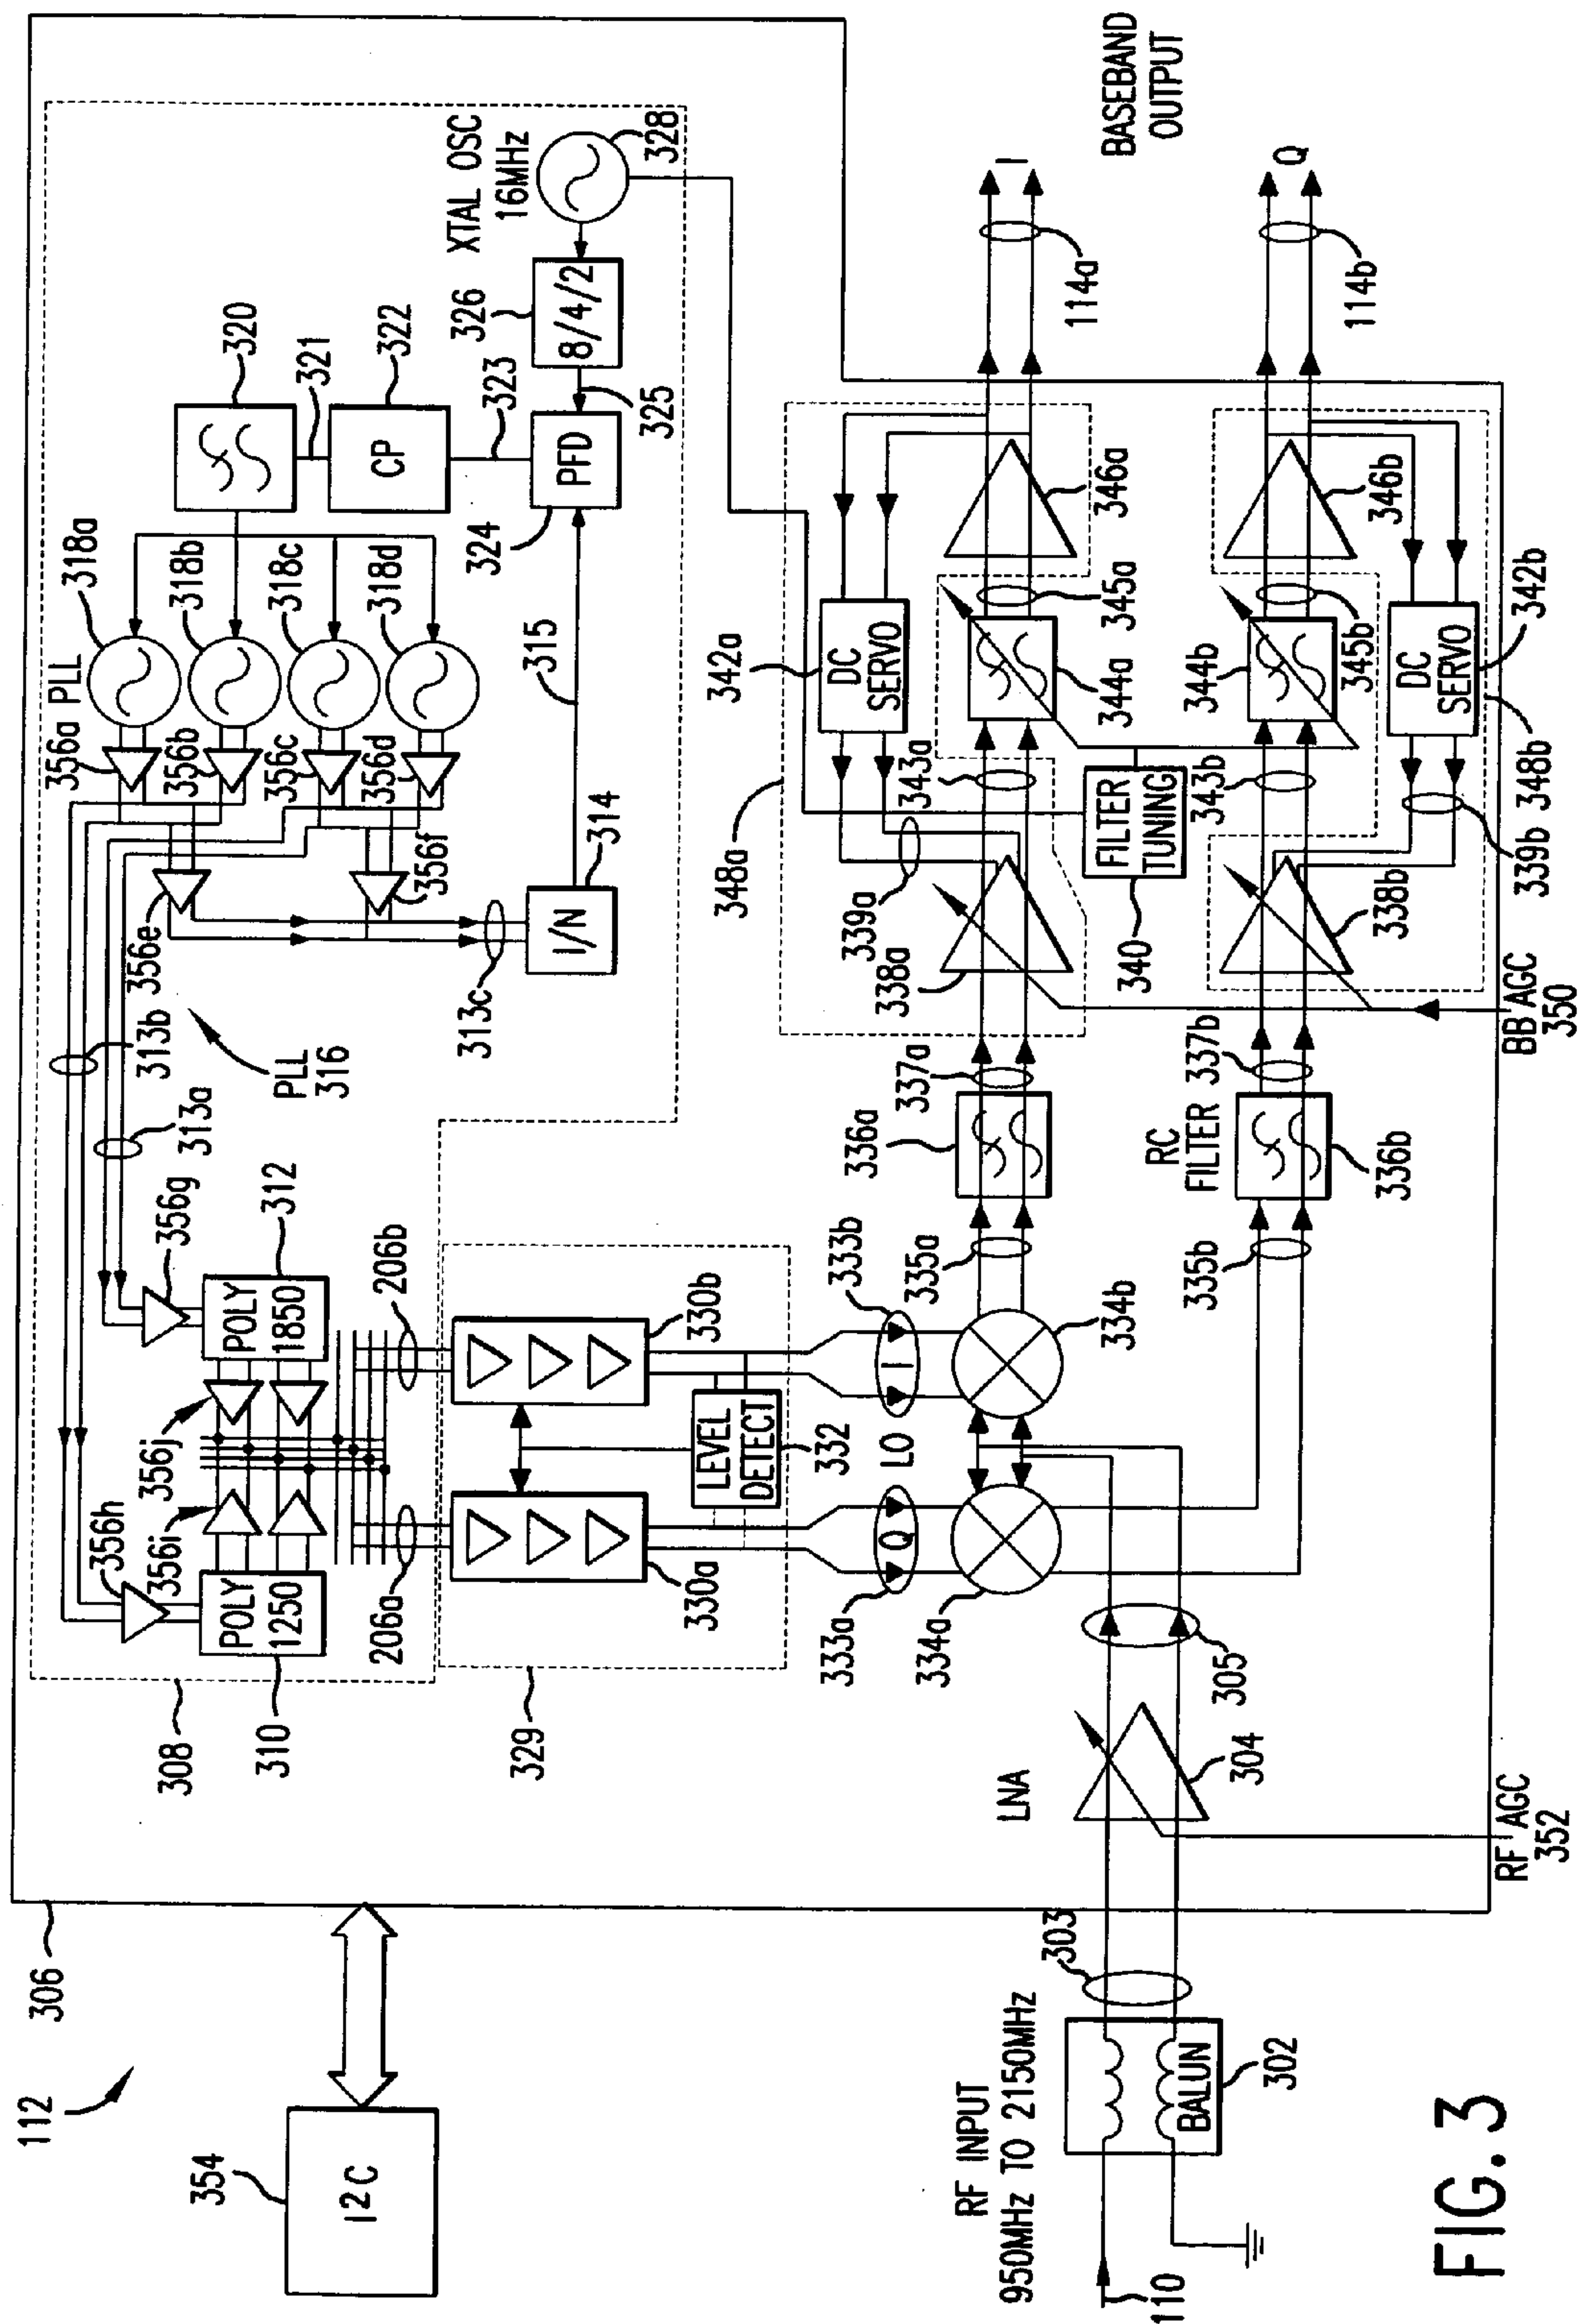 112
306
354
I2C
308
PLL
318a
318b
318c
318d
320
321
CP
322
323
PFD
324
325
8/4/2
326
XTAL OSC
16MHz
328
356a
356b
356c
356d
356e
356f
1/N
314
315
313c
PLL
316
313b
313a
356g
312
POLY
1850
356h
356i
356j
POLY
1250
310
206a
206b
329
330a
330b
LEVEL
DETECT
332
LO
333a
Q
333b
I
334a
334b
335a
335b
336a
RC
FILTER
336b
337a
337b
348a
338a
339a
342a
DC
SERVO
343a
344a
345a
346a
114a
I
BASEBAND
OUTPUT
Q
114b
FILTER
TUNING
340
338b
343b
344b
345b
346b
DC
SERVO
342b
348b
339b
BB AGC
350
RF INPUT
950MHz TO 2150MHz
110
BALUN
302
303
LNA
304
305
RF AGC
352
FIG. 3